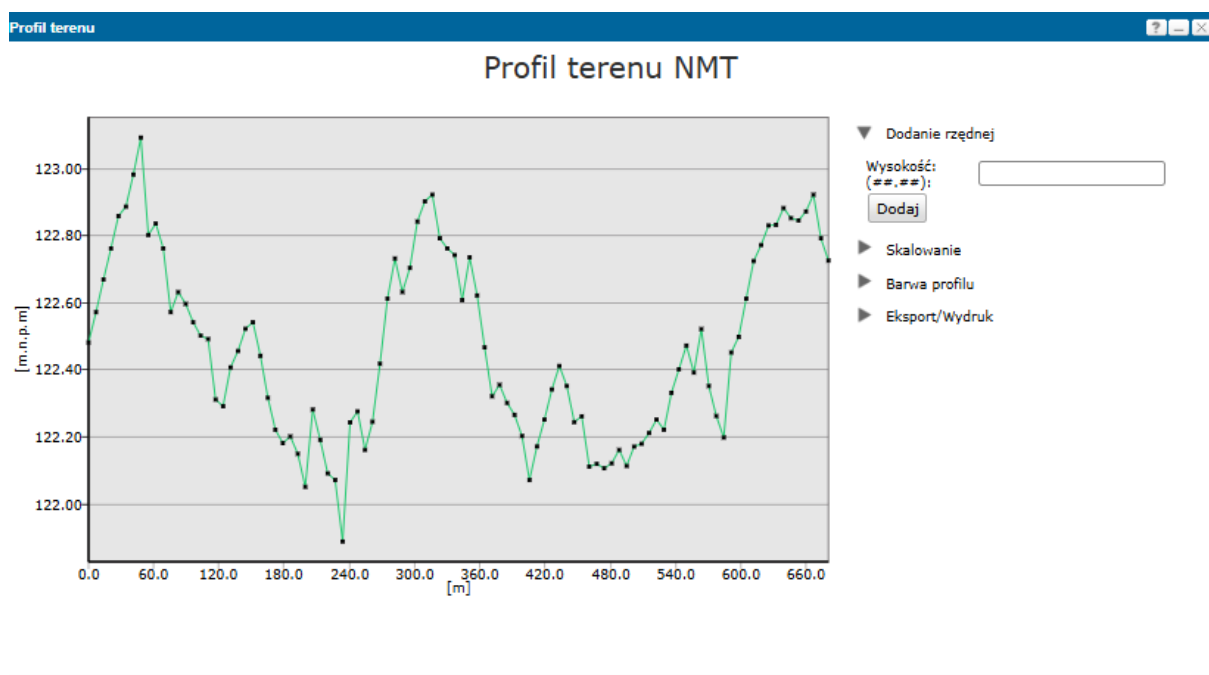 Profil terenu
?
Profil terenu NMT
123.00
122.80
122.60
122.40
122.20
122.00
[m.n.p.m]
0.0 60.0 120.0 180.0 240.0 300.0 360.0 420.0 480.0 540.0 600.0 660.0
[m]
Dodanie rzędnej
Wysokość:
(##.##):
Dodaj
Skalowanie
Barwa profilu
Eksport/Wydruk